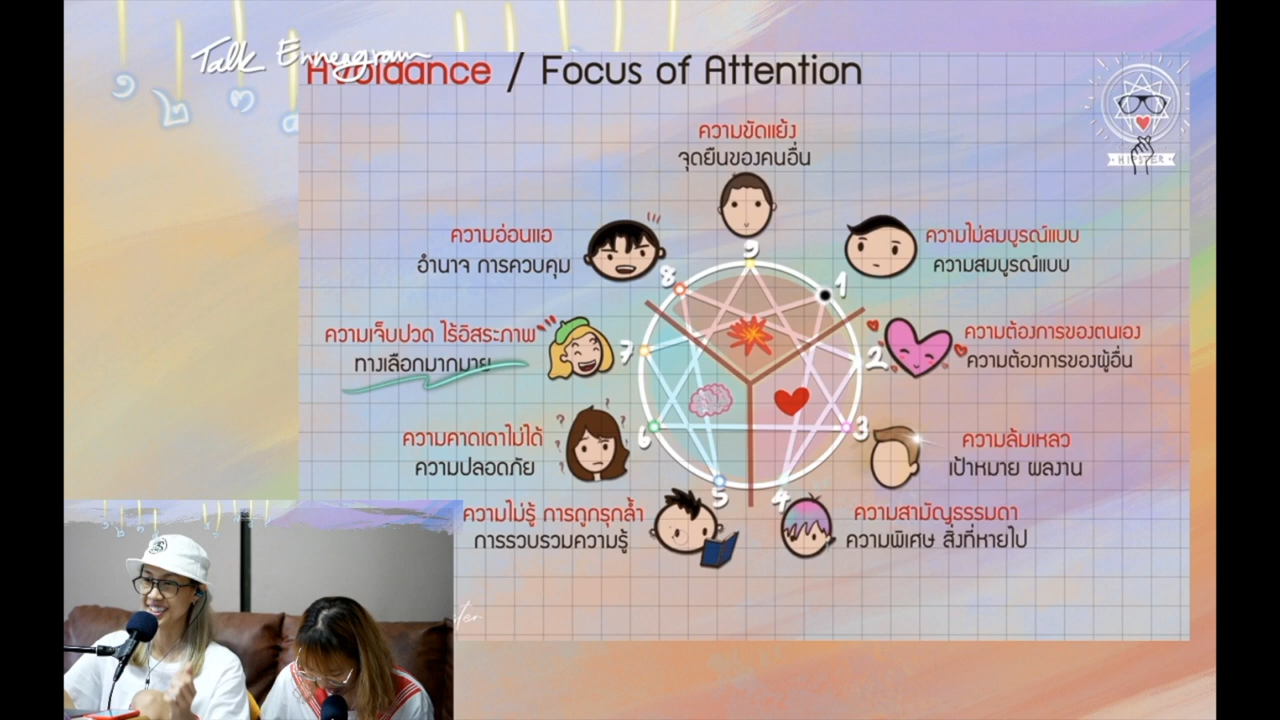 Talk Enneagram
Avoidance / Focus of Attention
๑ ๒ ๓ ๔
HIPSTER
ความขัดแย้ง
จุดยืนของคนอื่น
ความอ่อนแอ
อำนาจ การควบคุม
ความไม่สมบูรณ์แบบ
ความสมบูรณ์แบบ
9
8
1
ความเจ็บปวด ไร้อิสระภาพ
ทางเลือกมากมาย
7
2
ความต้องการของตนเอง
ความต้องการของผู้อื่น
ความคาดเดาไม่ได้
ความปลอดภัย
6
3
ความล้มเหลว
เป้าหมาย ผลงาน
5
4
ความไม่รู้ การถูกรุกล้ำ
การรวบรวมความรู้
ความสามัญธรรมดา
ความพิเศษ สิ่งที่หายไป